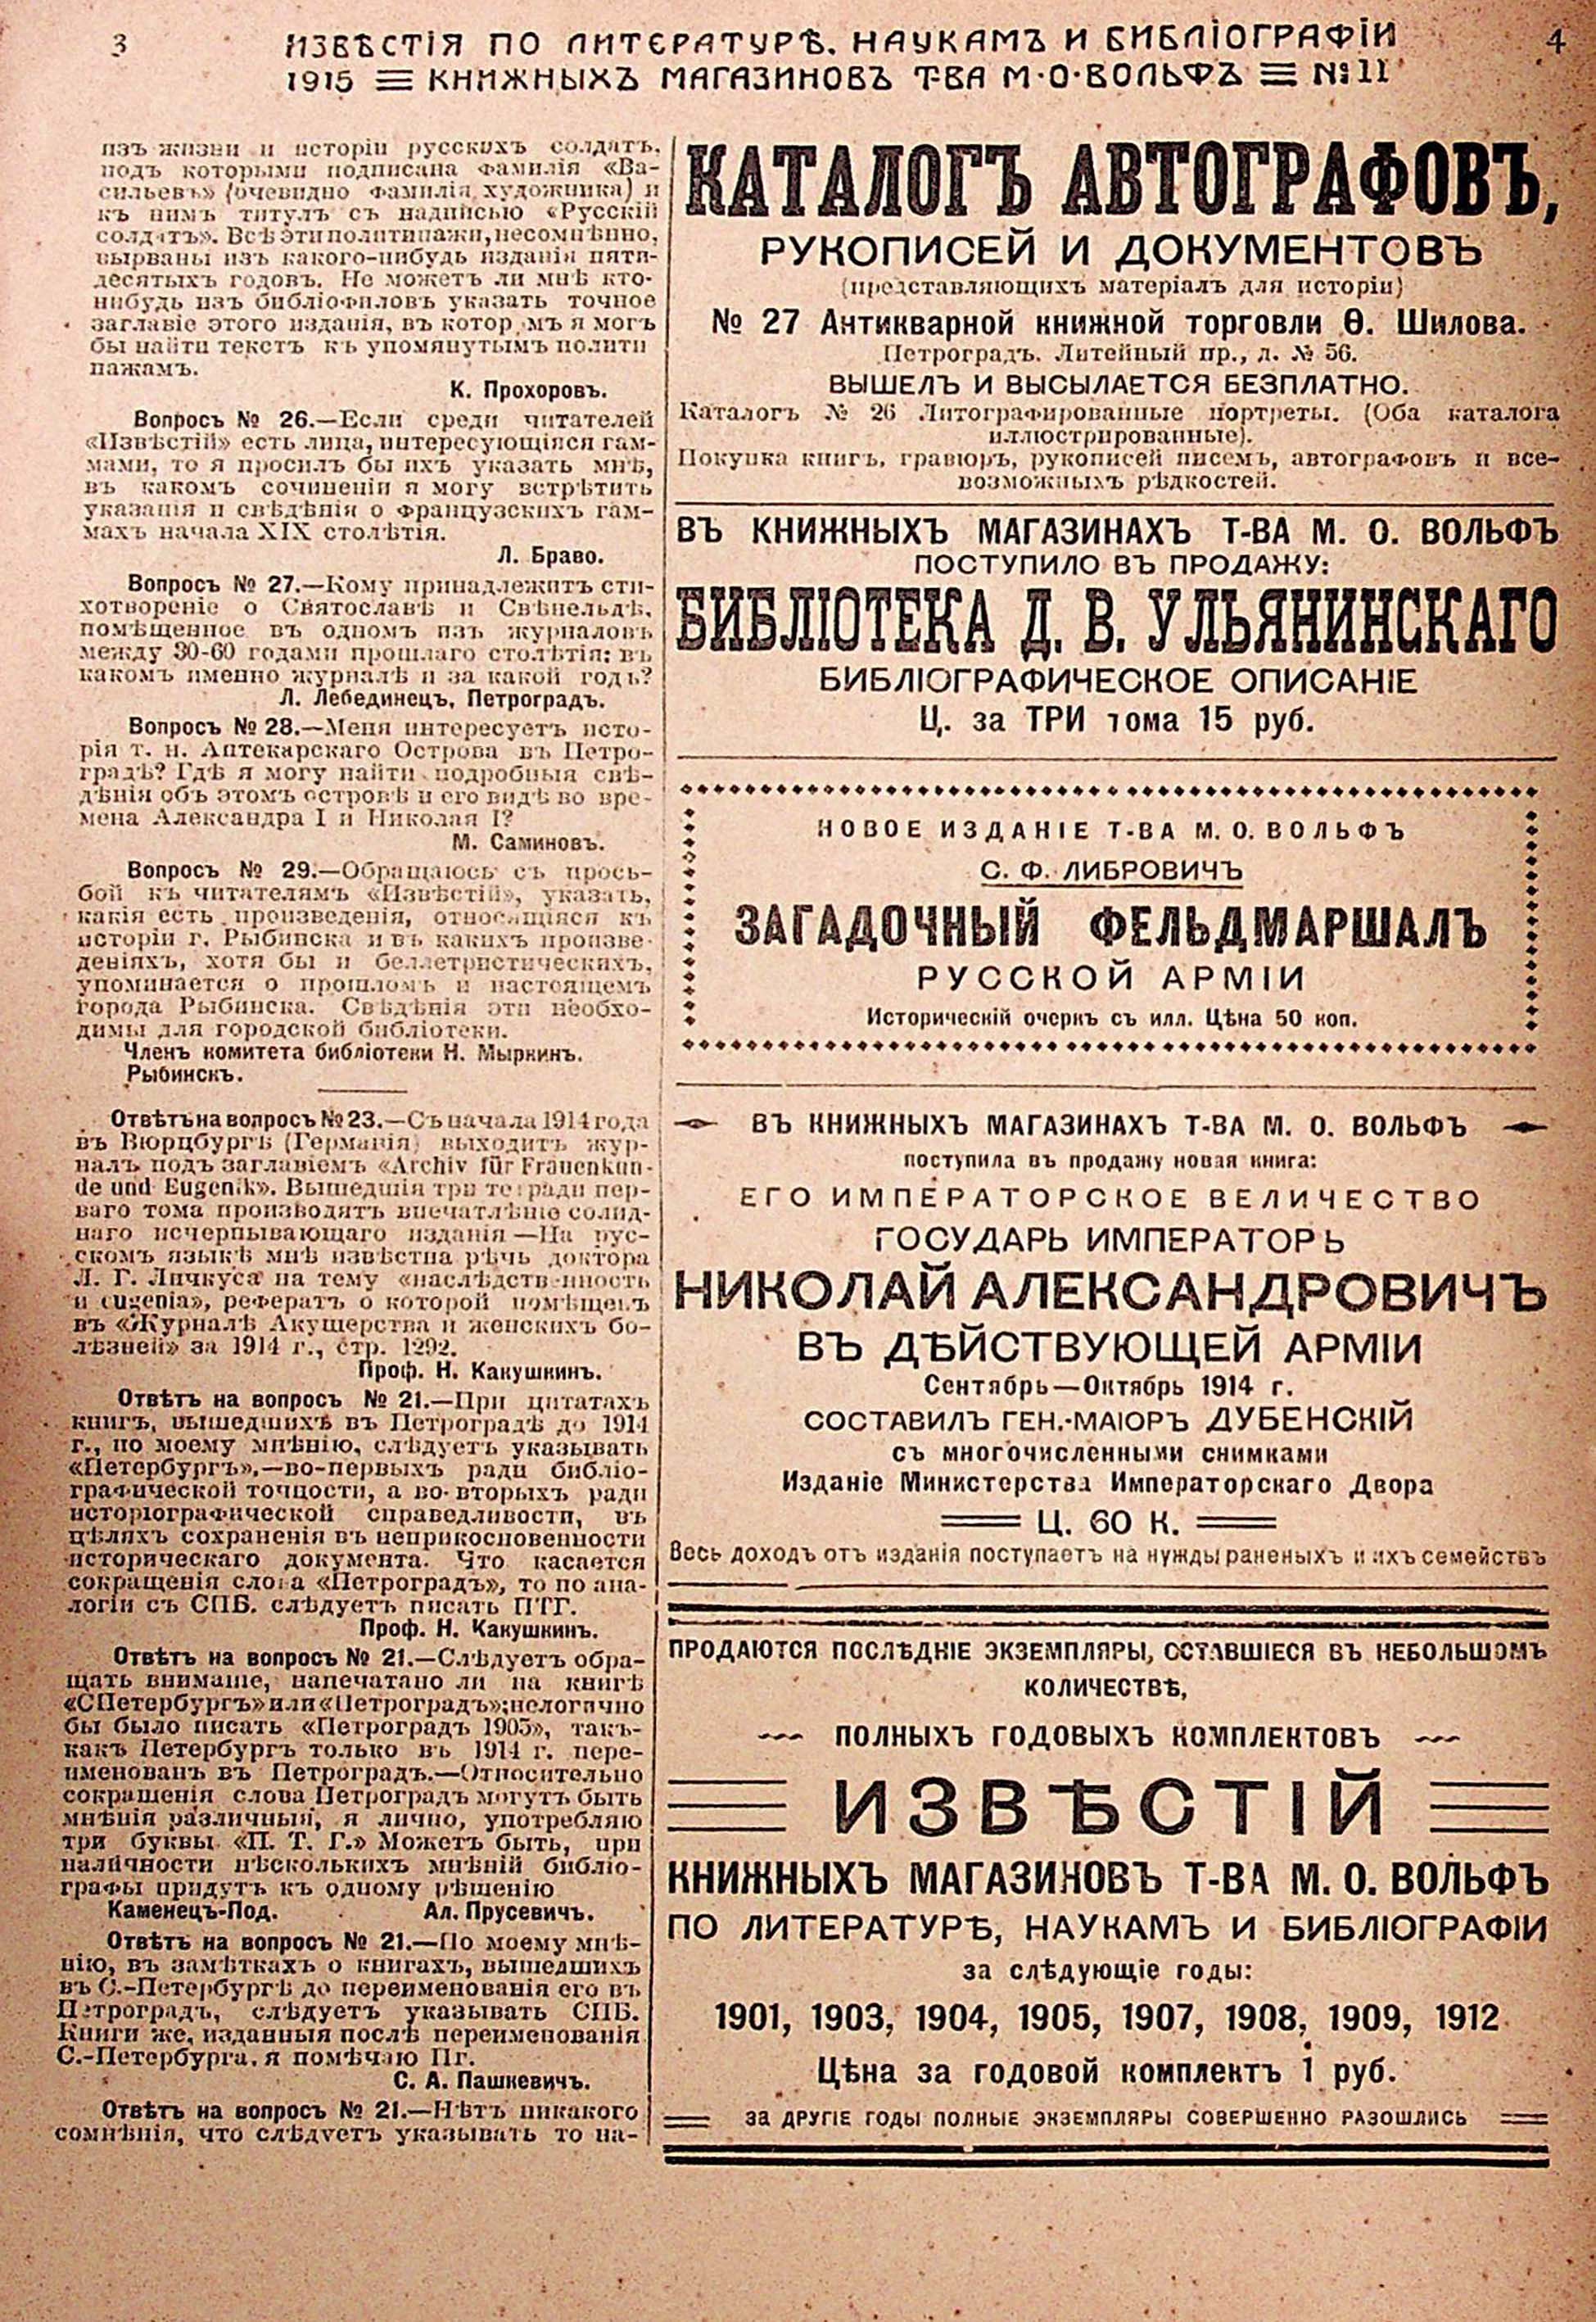 3
ИЗВѢСТІЯ ПО ЛИТЕРАТУРѢ, НАУКАМЪ И БИБЛІОГРАФІИ
4
1915 КНИЖНЫХЪ МАГАЗИНОВЪ Т-ВА М·О·ВОЛЬФЪ №11
изъ жизни и исторіи русскихъ солдатъ,
подъ которыми подписана фамилія «Ва-
сильевъ» (очевидно фамилія художника) и
къ нимъ титулъ съ надписью «Русскій
солдатъ». Всѣ эти политипажи, несомнѣнно,
вырваны изъ какого-нибудь изданія пяти-
десятыхъ годовъ. Не можетъ ли мнѣ кто-
нибудь изъ библіофиловъ указать точное
заглавіе этого изданія, въ котор мъ я могъ
бы найти текстъ къ упомянутымъ полити
пажамъ.
К. Прохоровъ.
Вопросъ № 26.—Если среди читателей
«Извѣстій» есть лица, интересующіяся гам-
мами, то я просилъ бы ихъ указать мнѣ,
въ какомъ сочиненіи я могу встрѣтить
указанія и свѣдѣнія о французскихъ гам-
махъ начала XIX столѣтія.
Л. Браво.
Вопросъ № 27.—Кому принадлежитъ сти-
хотвореніе о Святославѣ и Свѣнельдѣ,
помѣщенное въ одномъ изъ журналовъ
между 30-60 годами прошлаго столѣтія: въ
какомъ именно журналѣ и за какой годъ?
Л. Лебединец, Петроградъ.
Вопросъ № 28.—Меня интересуетъ исто-
рія т. н. Аптекарскаго Острова въ Петро-
градѣ? Гдѣ я могу найти подробныя свѣ-
дѣнія объ этомъ островѣ и его видѣ во вре-
мена Александра I и Николая I?
М. Саминовъ.
Вопросъ № 29.—Обращаюсь съ прось-
бой къ читателямъ «Извѣстій», указать,
какія есть произведенія, относящіяся къ
исторіи г. Рыбинска и въ какихъ произве-
деніяхъ, хотя бы и беллетристическихъ,
упоминается о прошломъ и настоящемъ
города Рыбинска. Свѣдѣнія эти необхо-
димы для городской библіотеки.
Членъ комитета библіотеки Н. Мыркинъ.
Рыбинскъ.
Отвѣтъ на вопросъ № 23.—Съ начала 1914 года
въ Вюрцбургѣ (Германія) выходитъ жур-
налъ подъ заглавіемъ «Archiv für Frauenkun-
de und Eugenik». Вышедшія три тетради пер-
ваго тома производятъ впечатлѣніе солид-
наго исчерпывающаго изданія —На рус-
скомъ языкѣ мнѣ извѣстна рѣчь доктора
Л. Г. Личкуса на тему «наслѣдственность
и eugenia», рефератъ о которой помѣщенъ
въ «Журналѣ Акушерства и женскихъ бо-
лѣзней» за 1914 г., стр. 1292.
Проф. Н. Какушкинъ.
Отвѣтъ на вопросъ № 21.—При цитатахъ
книгъ, вышедшихѣ въ Петроградѣ до 1914
г., по моему мнѣнію, слѣдуетъ указывать
«Петербургъ»,—во-первыхъ ради библіо-
графической точности, а во-вторыхъ ради
исторіографической справедливости, въ
цѣляхъ сохраненія въ неприкосновенности
историческаго документа. Что касается
сокращенія слова «Петроградъ», то по ана-
логіи съ СПБ. слѣдуетъ писать ПТГ.
Проф. Н. Какушкинъ.
Отвѣтъ на вопросъ № 21.—Слѣдуетъ обра-
щать вниманіе, напечатано ли на книгѣ
«СПетербургъ» или «Петроградъ»; нелогично
бы было писать «Петроградъ 1905», такъ-
какъ Петербургъ только въ 1914 г. пере-
именованъ въ Петроградъ.—Относительно
сокращенія слова Петроградъ могутъ быть
мнѣнія различныя, я лично, употребляю
три буквы «П. Т. Г.» Можетъ быть, при
наличности нѣсколькихъ мнѣній библіо-
графы придутъ къ одному рѣшенію
Каменецъ-Под. Ал. Прусевичъ.
Отвѣтъ на вопросъ № 21.—По моему мнѣ-
нію, въ замѣткахъ о книгахъ, вышедшихъ
въ С.-Петербургѣ до переименованія его въ
Петроградъ, слѣдуетъ указывать СПБ.
Книги же, изданныя послѣ переименованія
С.-Петербурга, я помѣчаю Пг.
С. А. Пашкевичъ.
Отвѣтъ на вопросъ № 21.—Нѣтъ никакого
сомнѣнія, что слѣдуетъ указывать то на-
КАТАЛОГЪ АВТОГРАФОВЪ,
РУКОПИСЕЙ И ДОКУМЕНТОВЪ
(представляющихъ матеріалъ для исторіи)
№ 27 Антикварной книжной торговли Ѳ. Шилова.
Петроградъ. Литейный пр., д. № 56.
ВЫШЕЛЪ И ВЫСЫЛАЕТСЯ БЕЗПЛАТНО.
Каталогъ № 26 Литографированные портреты. (Оба каталога
иллюстрированные).
Покупка книгъ, гравюръ, рукописей писемъ, автографовъ и все-
возможныхъ рѣдкостей.
ВЪ КНИЖНЫХЪ МАГАЗИНАХЪ Т-ВА М. О. ВОЛЬФЪ
ПОСТУПИЛО ВЪ ПРОДАЖУ:
БИБЛІОТЕКА Д. В. УЛЬЯНИНСКАГО
БИБЛІОГРАФИЧЕСКОЕ ОПИСАНІЕ
Ц. за ТРИ тома 15 руб.
НОВОЕ ИЗДАНІЕ Т-ВА М. О. ВОЛЬФЪ
С. Ф. ЛИБРОВИЧЪ
ЗАГАДОЧНЫЙ ФЕЛЬДМАРШАЛЪ
РУССКОЙ АРМІИ
Историческій очеркъ съ илл. Цѣна 50 коп.
ВЪ КНИЖНЫХЪ МАГАЗИНАХЪ Т-ВА М. О. ВОЛЬФЪ
поступила въ продажу новая книга:
ЕГО ИМПЕРАТОРСКОЕ ВЕЛИЧЕСТВО
ГОСУДАРЬ ИМПЕРАТОРЬ
НИКОЛАЙ АЛЕКСАНДРОВИЧЪ
ВЪ ДѢЙСТВУЮЩЕЙ АРМІИ
Сентябрь—Октябрь 1914 г.
СОСТАВИЛЪ ГЕН.-МАІОРЪ ДУБЕНСКІЙ
съ многочисленными снимками
Изданіе Министерства Императорскаго Двора
Ц. 60 К.
Весь доходъ отъ изданія поступаетъ на нужды раненыхъ и ихъ семействъ
ПРОДАЮТСЯ ПОСЛѢДНІЕ ЭКЗЕМПЛЯРЫ, ОСТАВШІЕСЯ ВЪ НЕБОЛЬШОМЪ
КОЛИЧЕСТВѢ,
ПОЛНЫХЪ ГОДОВЫХЪ КОМПЛЕКТОВЪ
ИЗВѢСТІЙ
КНИЖНЫХЪ МАГАЗИНОВЪ Т-ВА М. О. ВОЛЬФЪ
ПО ЛИТЕРАТУРѢ, НАУКАМЪ И БИБЛІОГРАФІИ
за слѣдующіе годы:
1901, 1903, 1904, 1905, 1907, 1908, 1909, 1912
Цѣна за годовой комплектъ 1 руб.
ЗА ДРУГІЕ ГОДЫ ПОЛНЫЕ ЭКЗЕМПЛЯРЫ СОВЕРШЕННО РАЗОШЛИСЬ